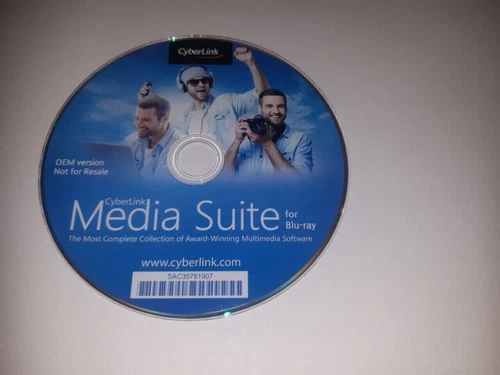 CyberLink
OEM version
Not for Resale
CyberLink
Media Suite for Blu-ray
The Most Complete Collection of Award-Winning Multimedia Software
www.cyberlink.com
SAC35781907